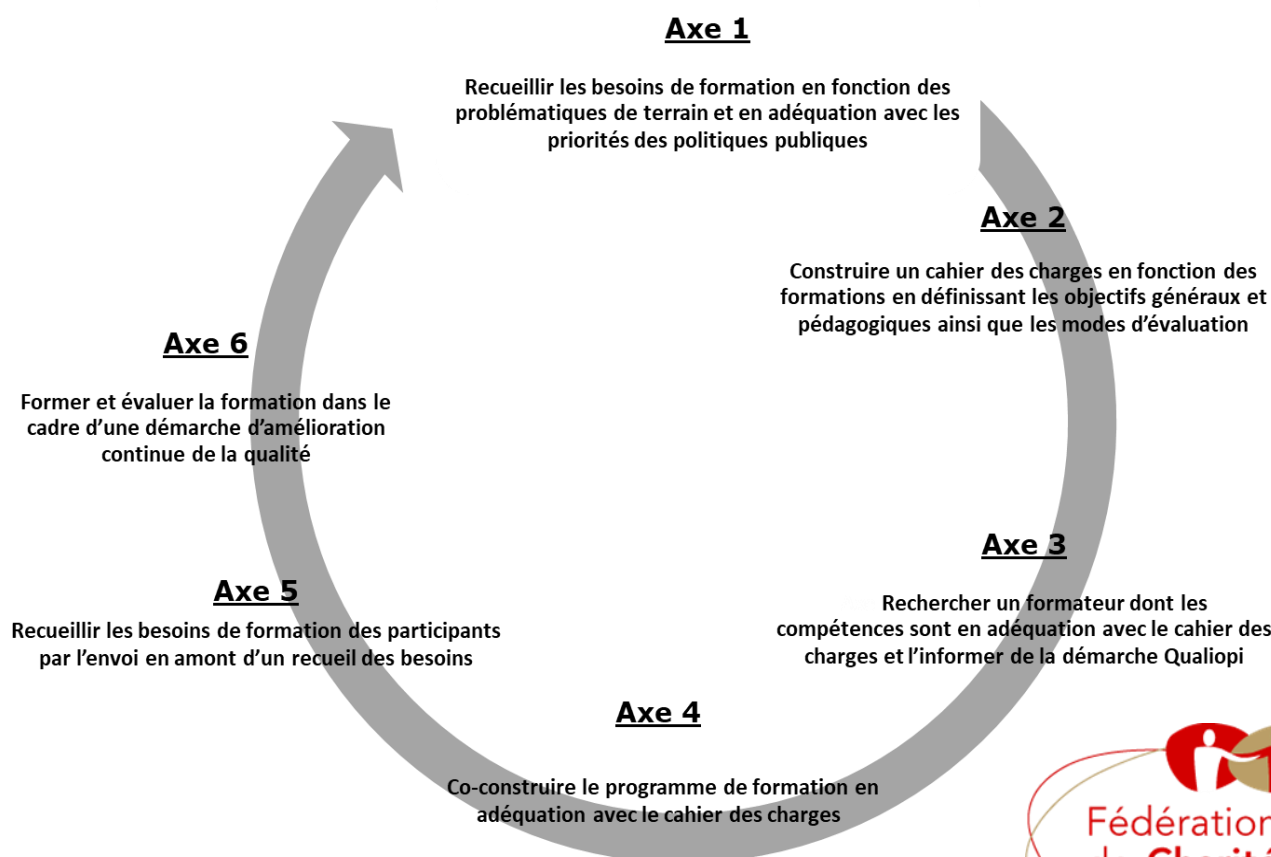 Axe 1
Recueillir les besoins de formation en fonction des
problématiques de terrain et en adéquation avec les
priorités des politiques publiques
Axe 2
Construire un cahier des charges en fonction des
formations en définissant les objectifs généraux et
pédagogiques ainsi que les modes d'évaluation
Axe 3
Rechercher un formateur dont les
compétences sont en adéquation avec le cahier des
charges et l'informer de la démarche Qualiopi
Axe 4
Co-construire le programme de formation en
adéquation avec le cahier des charges
Axe 5
Recueillir les besoins de formation des participants
par l'envoi en amont d'un recueil des besoins
Axe 6
Former et évaluer la formation dans le
cadre d'une démarche d'amélioration
continue de la qualité
Fédération